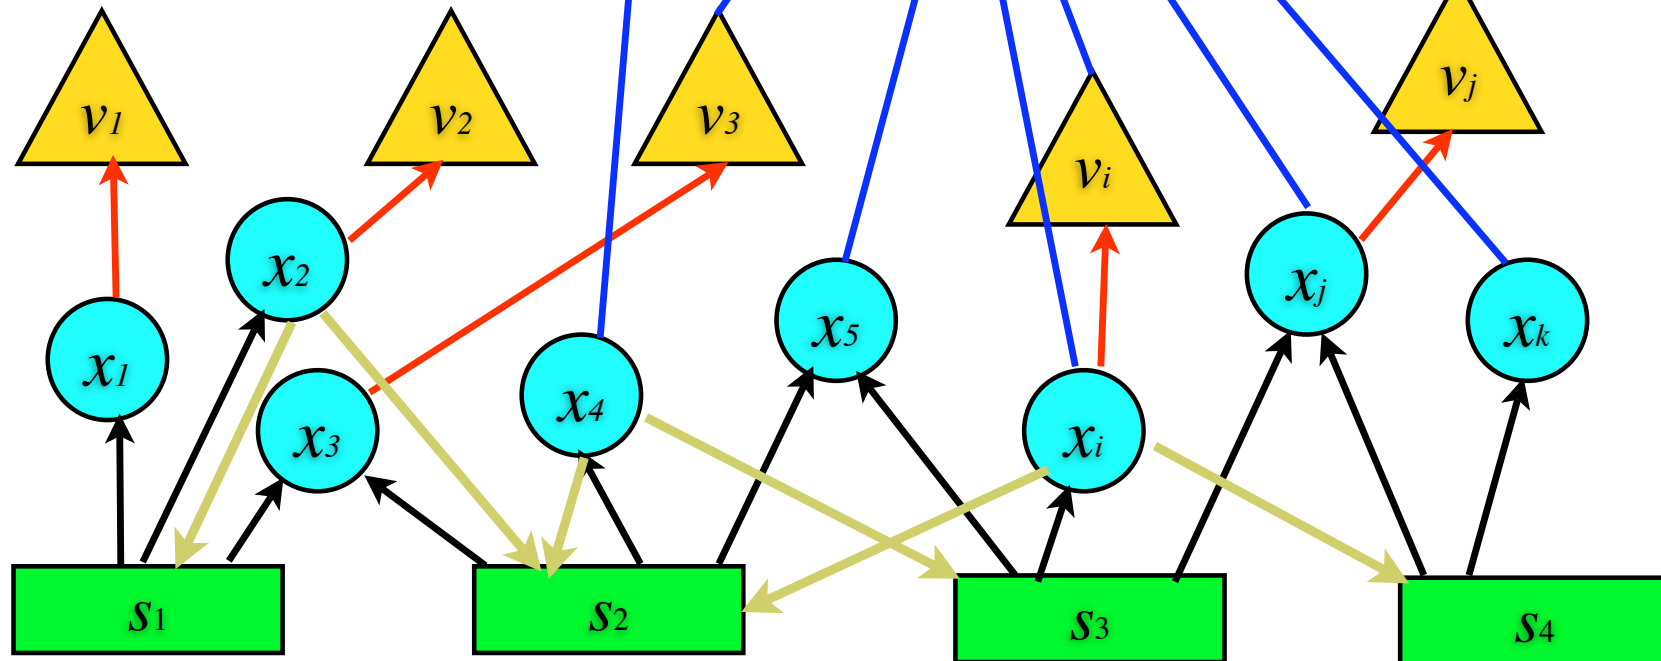 v1 v2 v3 vi vj
x1 x2 x3 x4 x5 xi xj xk
s1 s2 s3 s4